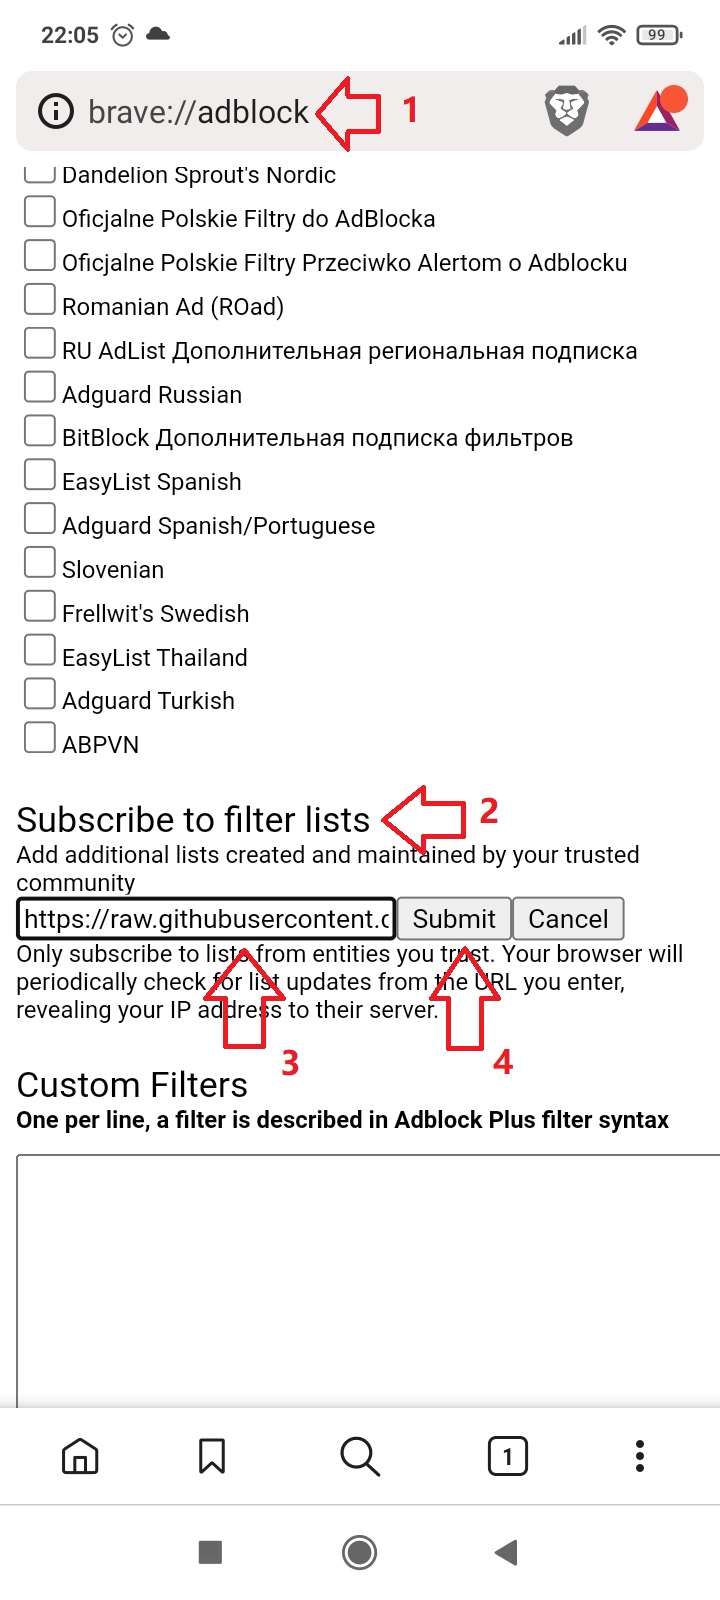 22:05
99
brave://adblock
1
Dandelion Sprout's Nordic
Oficjalne Polskie Filtry do AdBlocka
Oficjalne Polskie Filtry Przeciwko Alertom o Adblocku
Romanian Ad (ROad)
RU AdList Дополнительная региональная подписка
Adguard Russian
BitBlock Дополнительная подписка фильтров
EasyList Spanish
Adguard Spanish/Portuguese
Slovenian
Frellwit's Swedish
EasyList Thailand
Adguard Turkish
ABPVN
Subscribe to filter lists
2
Add additional lists created and maintained by your trusted
community
https://raw.githubusercontent.c
Submit
Cancel
Only subscribe to lists from entities you trust. Your browser will
periodically check for list updates from the URL you enter,
revealing your IP address to their server.
3
4
Custom Filters
One per line, a filter is described in Adblock Plus filter syntax
1